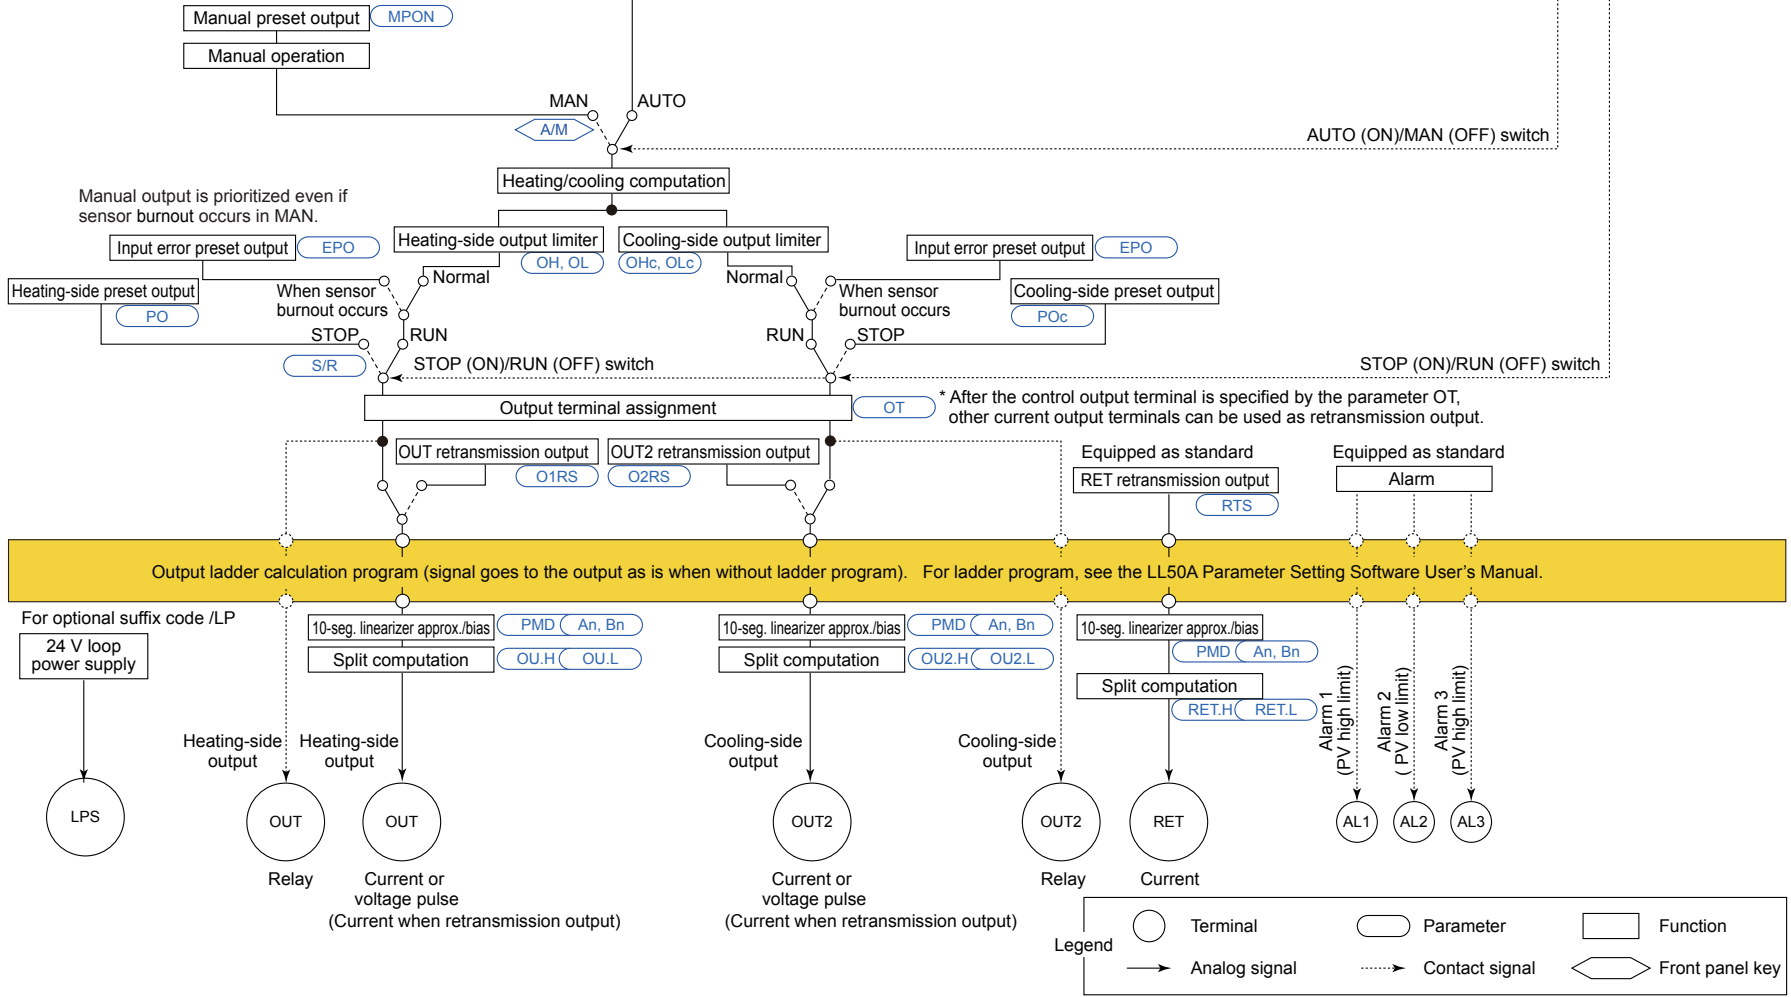 Manual preset output
MPON
Manual operation
MAN
AUTO
A/M
AUTO (ON)/MAN (OFF) switch
Heating/cooling computation
Manual output is prioritized even if
sensor burnout occurs in MAN.
Input error preset output
EPO
Heating-side output limiter
OH, OL
Cooling-side output limiter
OHc, OLc
Input error preset output
EPO
Normal
Normal
Heating-side preset output
PO
When sensor
burnout occurs
When sensor
burnout occurs
Cooling-side preset output
POc
STOP
RUN
RUN
STOP
S/R
STOP (ON)/RUN (OFF) switch
STOP (ON)/RUN (OFF) switch
Output terminal assignment
OT
* After the control output terminal is specified by the parameter OT,
other current output terminals can be used as retransmission output.
OUT retransmission output
O1RS
OUT2 retransmission output
O2RS
Equipped as standard
RET retransmission output
RTS
Equipped as standard
Alarm
Output ladder calculation program (signal goes to the output as is when without ladder program). For ladder program, see the LL50A Parameter Setting Software User's Manual.
For optional suffix code /LP
24 V loop
power supply
10-seg. linearizer approx./bias
PMD
An, Bn
Split computation
OU.H
OU.L
10-seg. linearizer approx./bias
PMD
An, Bn
Split computation
OU2.H
OU2.L
10-seg. linearizer approx./bias
PMD
An, Bn
Split computation
RET.H
RET.L
Alarm 1
(PV high limit)
Alarm 2
( PV low limit)
Alarm 3
(PV high limit)
Heating-side
output
Heating-side
output
Cooling-side
output
Cooling-side
output
LPS
OUT
OUT
OUT2
OUT2
RET
AL1
AL2
AL3
Relay
Current or
voltage pulse
(Current when retransmission output)
Current or
voltage pulse
(Current when retransmission output)
Relay
Current
Legend
Terminal
Parameter
Function
Analog signal
Contact signal
Front panel key